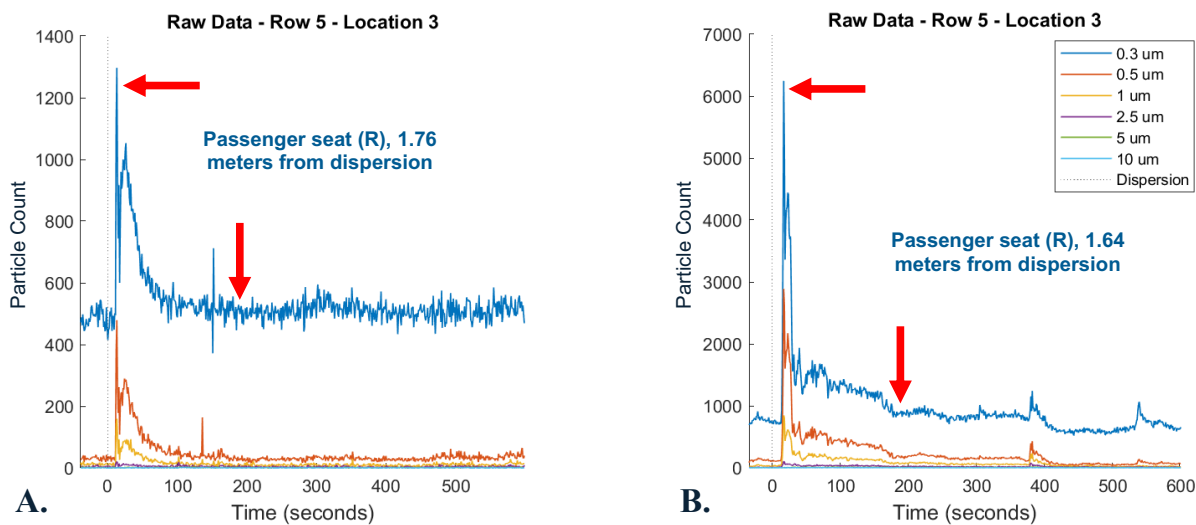 Raw Data - Row 5 - Location 3
1400
1200
1000
800
600
400
200
0
Particle Count
Passenger seat (R), 1.76
meters from dispersion
0
100
200
300
400
500
Time (seconds)
A.
Raw Data - Row 5 - Location 3
7000
6000
5000
4000
3000
2000
1000
0
Particle Count
0.3 um
0.5 um
1 um
2.5 um
5 um
10 um
Dispersion
Passenger seat (R), 1.64
meters from dispersion
0
100
200
300
400
500
600
Time (seconds)
B.